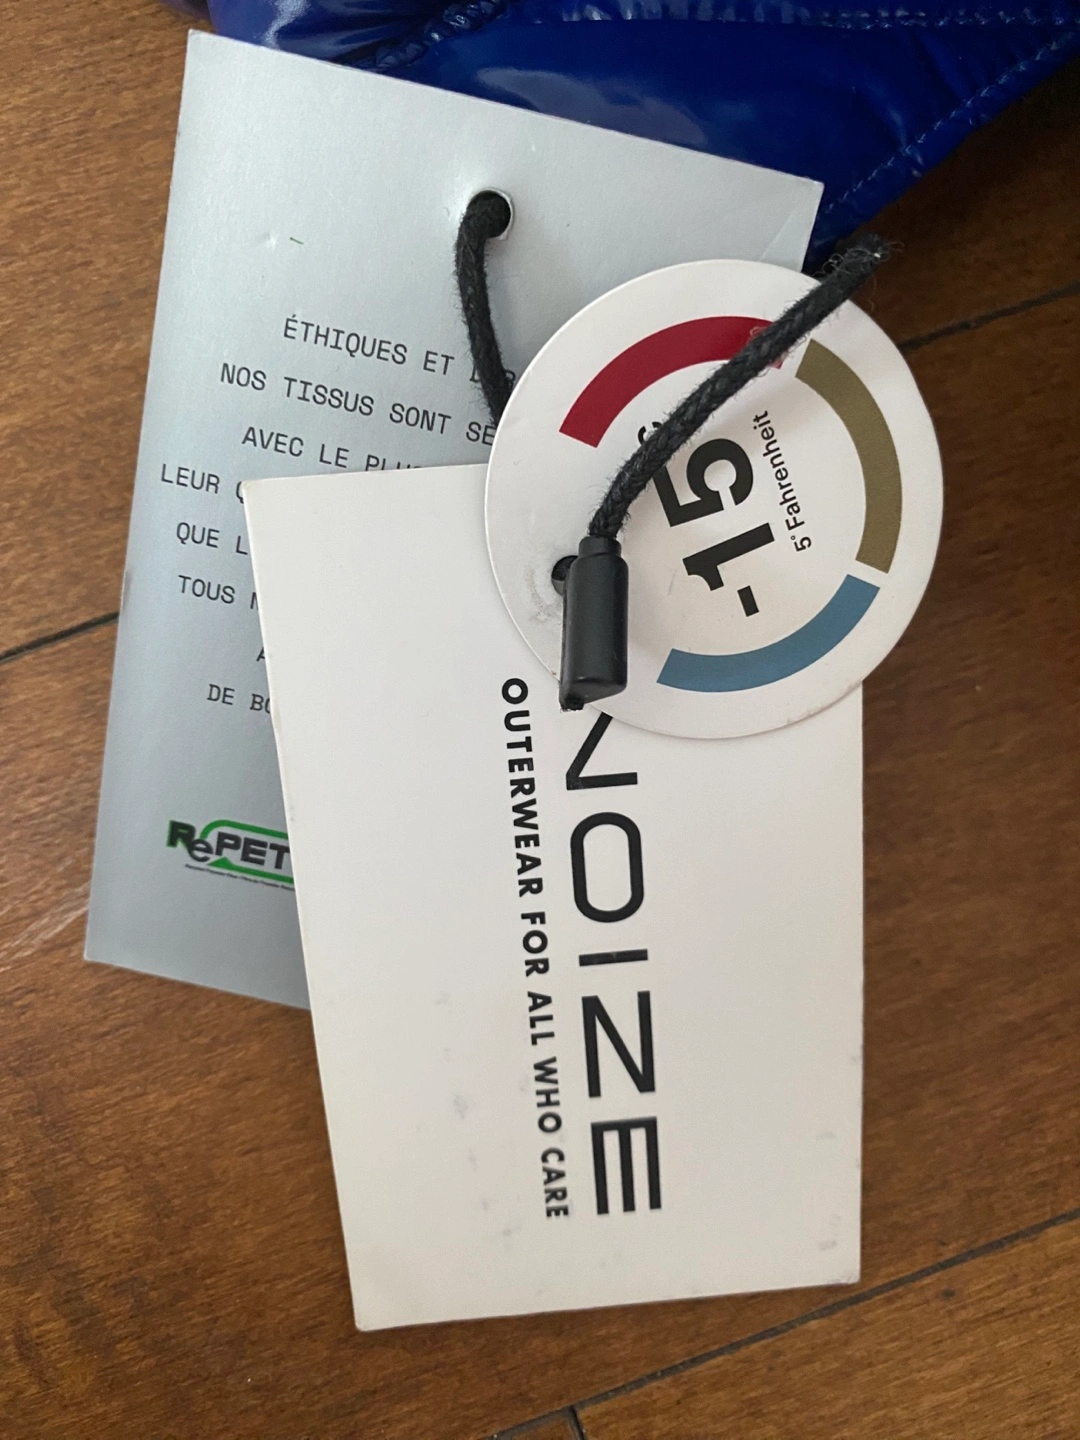 ÉTHIQUES ET
NOS TISSUS SONT
AVEC LE
LEUR
QUE
TOUS
DE
RePET
-15
5° Fahrenheit
NOIZE
OUTERWEAR FOR ALL WHO CARE